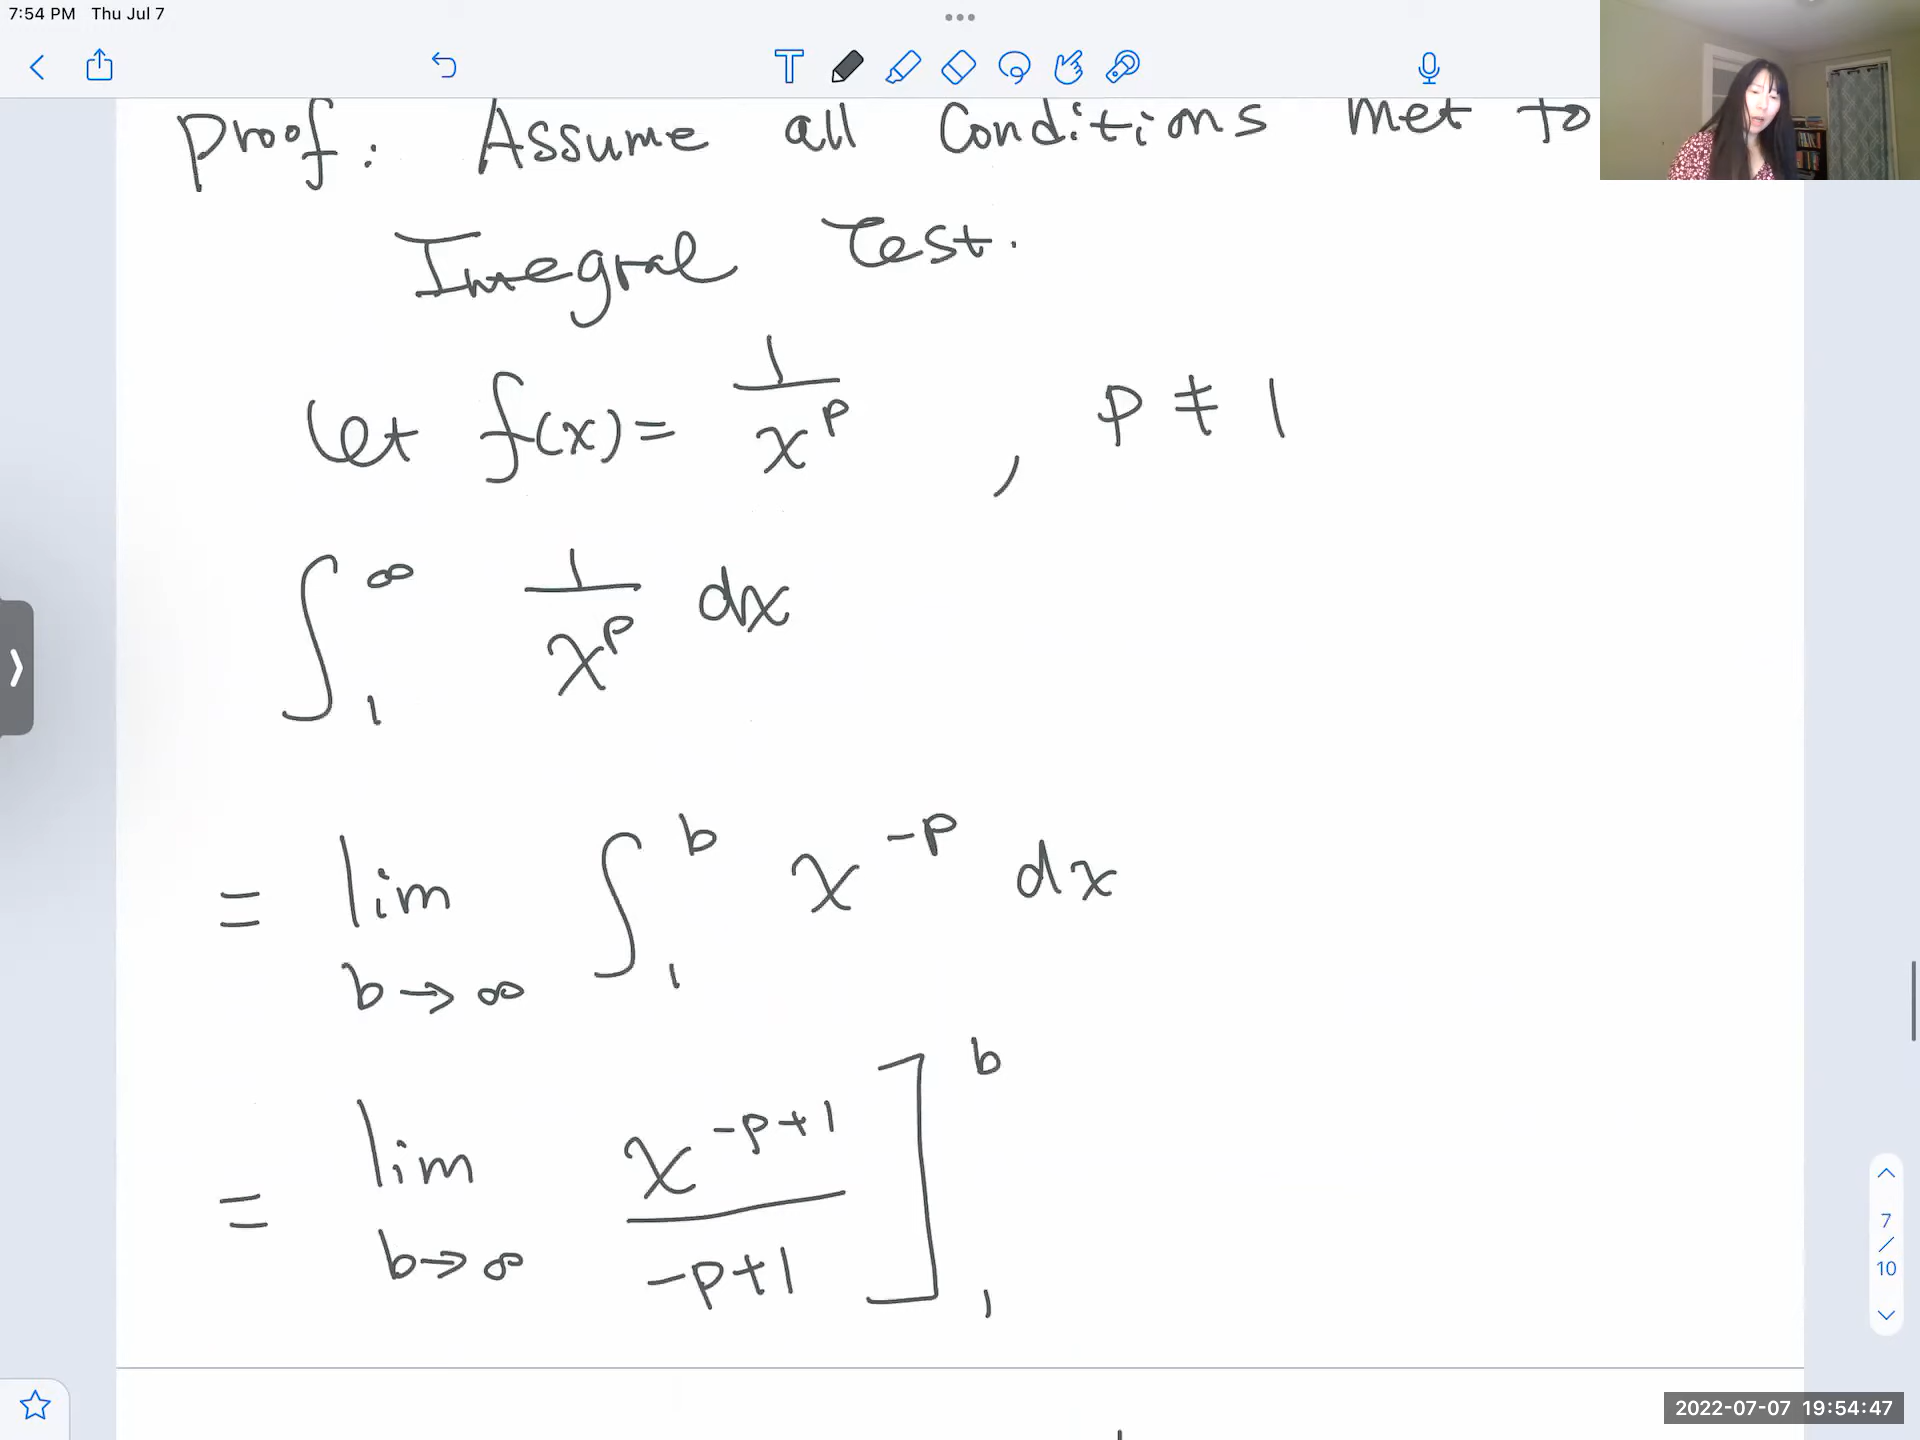 7:54 PM Thu Jul 7
Proof: Assume all Conditions met to
Integral Test.
Let f(x) = 1/x^p , p ≠ 1
∫_1^∞ 1/x^p dx
= lim_{b→∞} ∫_1^b x^{-p} dx
= lim_{b→∞} x^{-p+1}/(-p+1) ]_1^b
7
/
10
2022-07-07 19:54:47